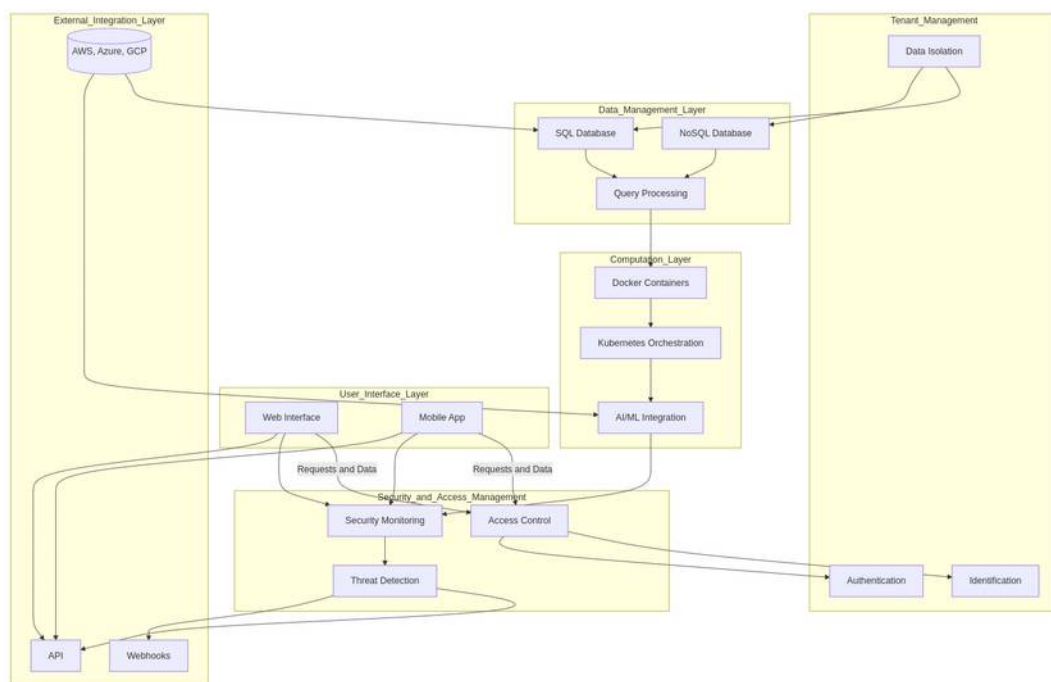 External_Integration_Layer
Tenant_Management
AWS, Azure, GCP
Data Isolation
Data_Management_Layer
SQL Database
NoSQL Database
Query Processing
Computation_Layer
Docker Containers
Kubernetes Orchestration
User_Interface_Layer
Web Interface
Mobile App
AI/ML Integration
Requests and Data
Requests and Data
Security_and_Access_Management
Security Monitoring
Access Control
Threat Detection
Authentication
Identification
API
Webhooks